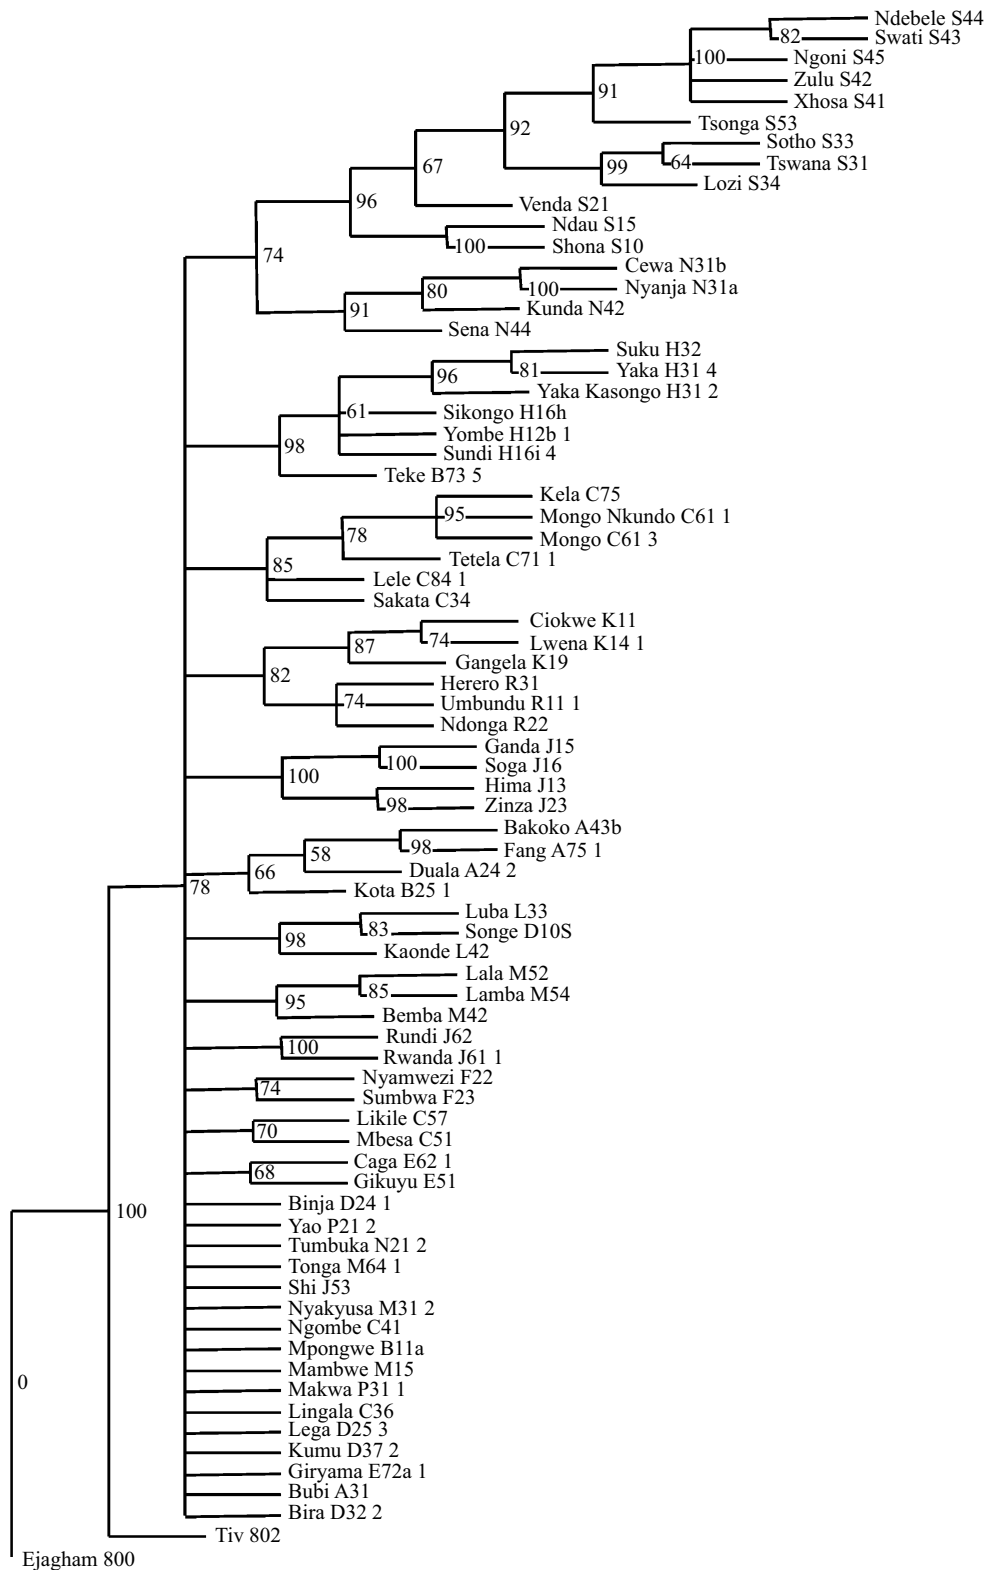 Ndebele S44
82
Swati S43
100
Ngoni S45
Zulu S42
91
Xhosa S41
Tsonga S53
92
Sotho S33
99
64
Tswana S31
67
Lozi S34
96
Venda S21
Ndau S15
100
Shona S10
74
Cewa N31b
80
100
Nyanja N31a
91
Kunda N42
Sena N44
Suku H32
96
81
Yaka H31 4
Yaka Kasongo H31 2
61
Sikongo H16h
Yombe H12b 1
98
Sundi H16i 4
Teke B73 5
Kela C75
95
Mongo Nkundo C61 1
78
Mongo C61 3
Tetela C71 1
85
Lele C84 1
Sakata C34
Ciokwe K11
87
74
Lwena K14 1
Gangela K19
82
Herero R31
74
Umbundu R11 1
Ndonga R22
Ganda J15
100
100
Soga J16
Hima J13
98
Zinza J23
Bakoko A43b
58
98
Fang A75 1
66
Duala A24 2
78
Kota B25 1
Luba L33
98
83
Songe D10S
Kaonde L42
Lala M52
95
85
Lamba M54
Bemba M42
Rundi J62
100
Rwanda J61 1
Nyamwezi F22
74
Sumbwa F23
Likile C57
70
Mbesa C51
Caga E62 1
68
Gikuyu E51
100
Binja D24 1
Yao P21 2
Tumbuka N21 2
Tonga M64 1
Shi J53
Nyakyusa M31 2
Ngombe C41
Mpongwe B11a
Mambwe M15
0
Makwa P31 1
Lingala C36
Lega D25 3
Kumu D37 2
Giryama E72a 1
Bubi A31
Bira D32 2
Tiv 802
Ejagham 800